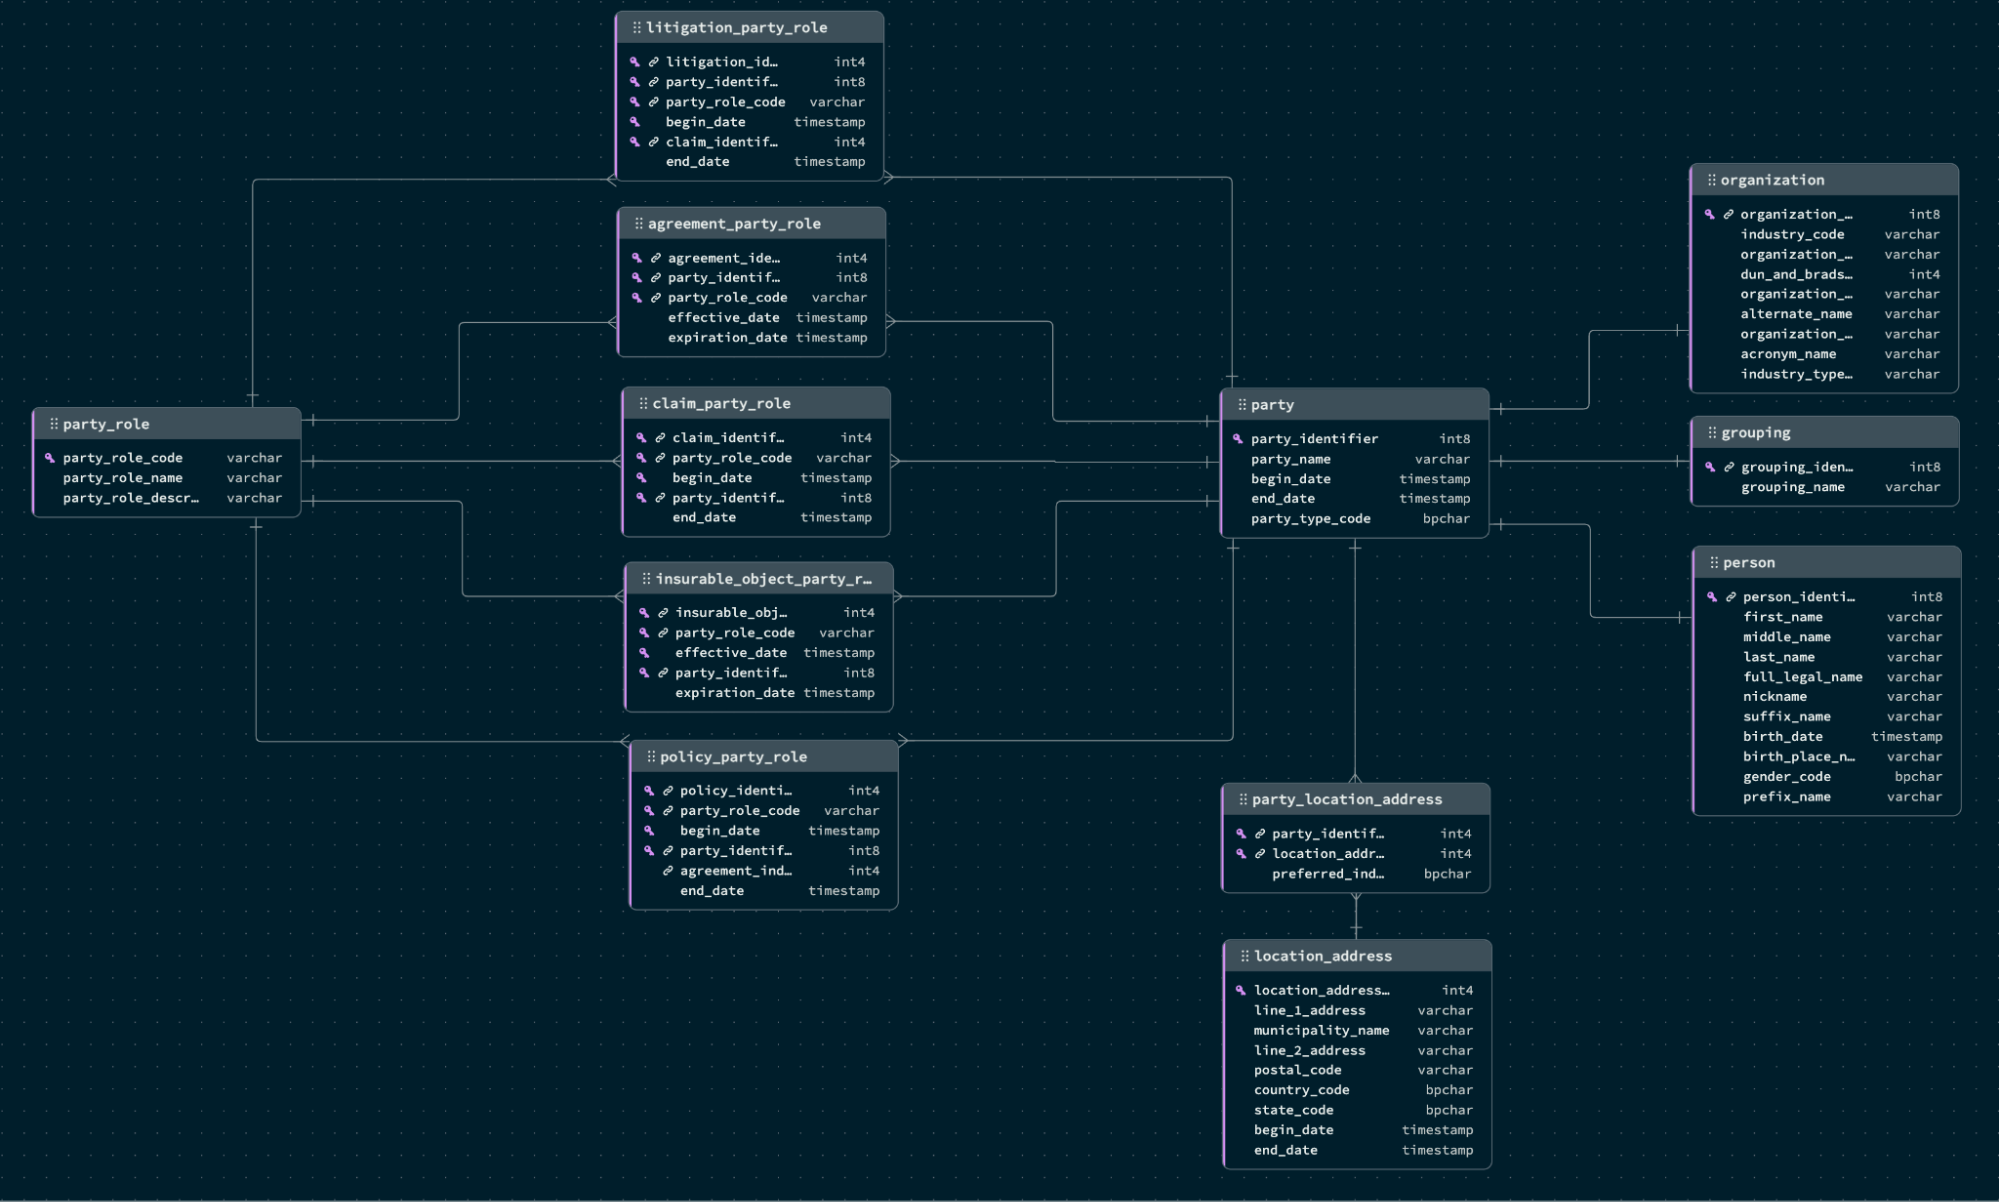 litigation_party_role
litigation_id… int4
party_identif… int8
party_role_code varchar
begin_date timestamp
claim_identif… int4
end_date timestamp
agreement_party_role
agreement_ide… int4
party_identif… int8
party_role_code varchar
effective_date timestamp
expiration_date timestamp
party_role
party_role_code varchar
party_role_name varchar
party_role_descr… varchar
claim_party_role
claim_identif… int4
party_role_code varchar
begin_date timestamp
party_identif… int8
end_date timestamp
insurable_object_party_r…
insurable_obj… int4
party_role_code varchar
effective_date timestamp
party_identif… int8
expiration_date timestamp
policy_party_role
policy_identi… int4
party_role_code varchar
begin_date timestamp
party_identif… int8
agreement_ind… int4
end_date timestamp
party
party_identifier int8
party_name varchar
begin_date timestamp
end_date timestamp
party_type_code bpchar
party_location_address
party_identif… int4
location_addr… int4
preferred_ind… bpchar
location_address
location_address… int4
line_1_address varchar
municipality_name varchar
line_2_address varchar
postal_code varchar
country_code bpchar
state_code bpchar
begin_date timestamp
end_date timestamp
organization
organization_… int8
industry_code varchar
organization_… varchar
dun_and_brads… int4
organization_… varchar
alternate_name varchar
organization_… varchar
acronym_name varchar
industry_type… varchar
grouping
grouping_iden… int8
grouping_name varchar
person
person_identi… int8
first_name varchar
middle_name varchar
last_name varchar
full_legal_name varchar
nickname varchar
suffix_name varchar
birth_date timestamp
birth_place_n… varchar
gender_code bpchar
prefix_name varchar